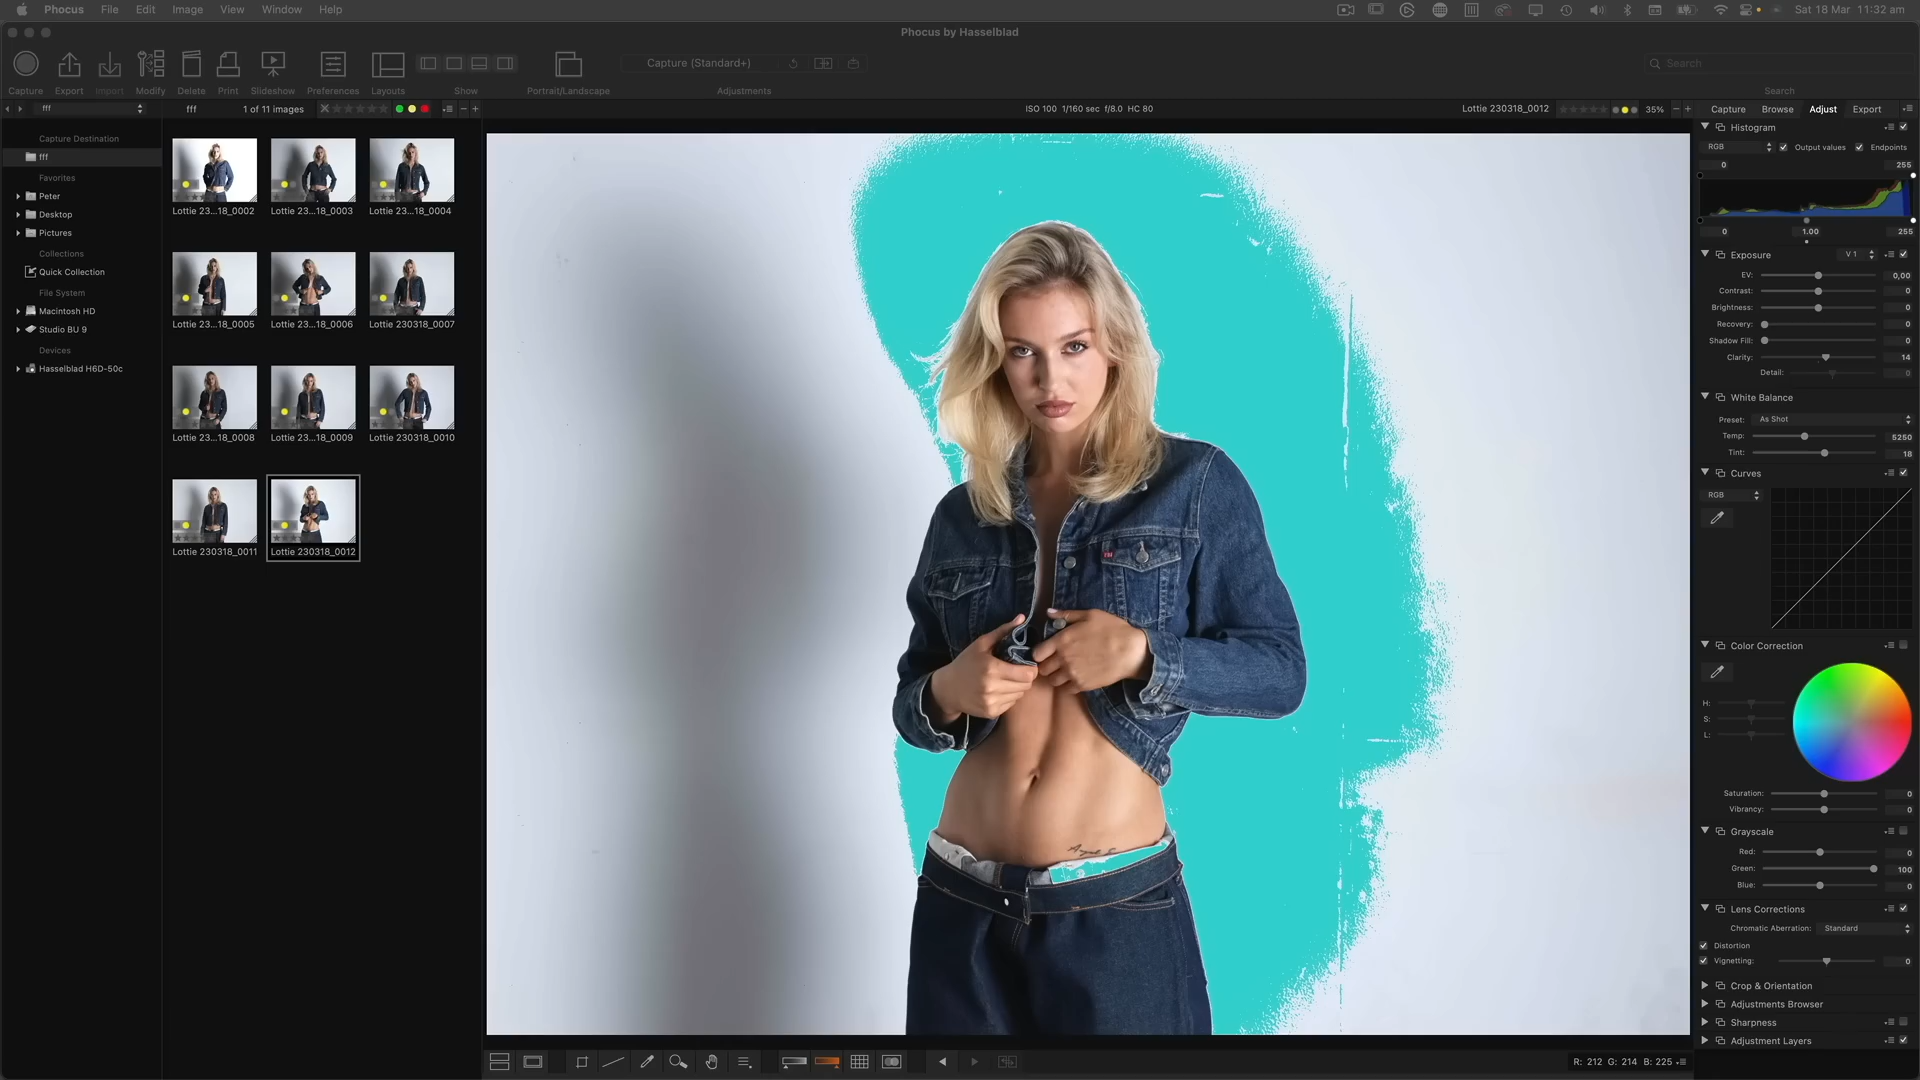 Phocus File Edit Image View Window Help
Sat 18 Mar 11:32 am
Phocus by Hasselblad
Capture Export Import Modify Delete Print Slideshow Preferences Layouts Show Portrait/Landscape
Capture (Standard+)
Adjustments
Search
Search
fff
fff 1 of 11 images
ISO 100 1/160 sec f/8.0 HC 80
Lottie 230318_0012
35%
Capture Browse Adjust Export
Capture Destination
fff
Favorites
Peter
Desktop
Pictures
Collections
Quick Collection
File System
Macintosh HD
Studio BU 9
Devices
Hasselblad H6D-50c
Lottie 23...18_0002 Lottie 23...18_0003 Lottie 23...18_0004
Lottie 23...18_0005 Lottie 23...18_0006 Lottie 230318_0007
Lottie 23...18_0008 Lottie 23...18_0009 Lottie 230318_0010
Lottie 230318_0011 Lottie 230318_0012
Histogram
RGB Output values Endpoints
0 255
0 1.00 255
Exposure V 1
EV: 0,00
Contrast: 0
Brightness: 0
Recovery: 0
Shadow Fill: 0
Clarity: 14
Detail: 0
White Balance
Preset: As Shot
Temp: 5250
Tint: 18
Curves
RGB
Color Correction
H:
S:
L:
Saturation: 0
Vibrancy: 0
Grayscale
Red: 0
Green: 100
Blue: 0
Lens Corrections
Chromatic Aberration: Standard
Distortion
Vignetting: 0
Crop & Orientation
Adjustments Browser
Sharpness
Adjustment Layers
R: 212 G: 214 B: 225